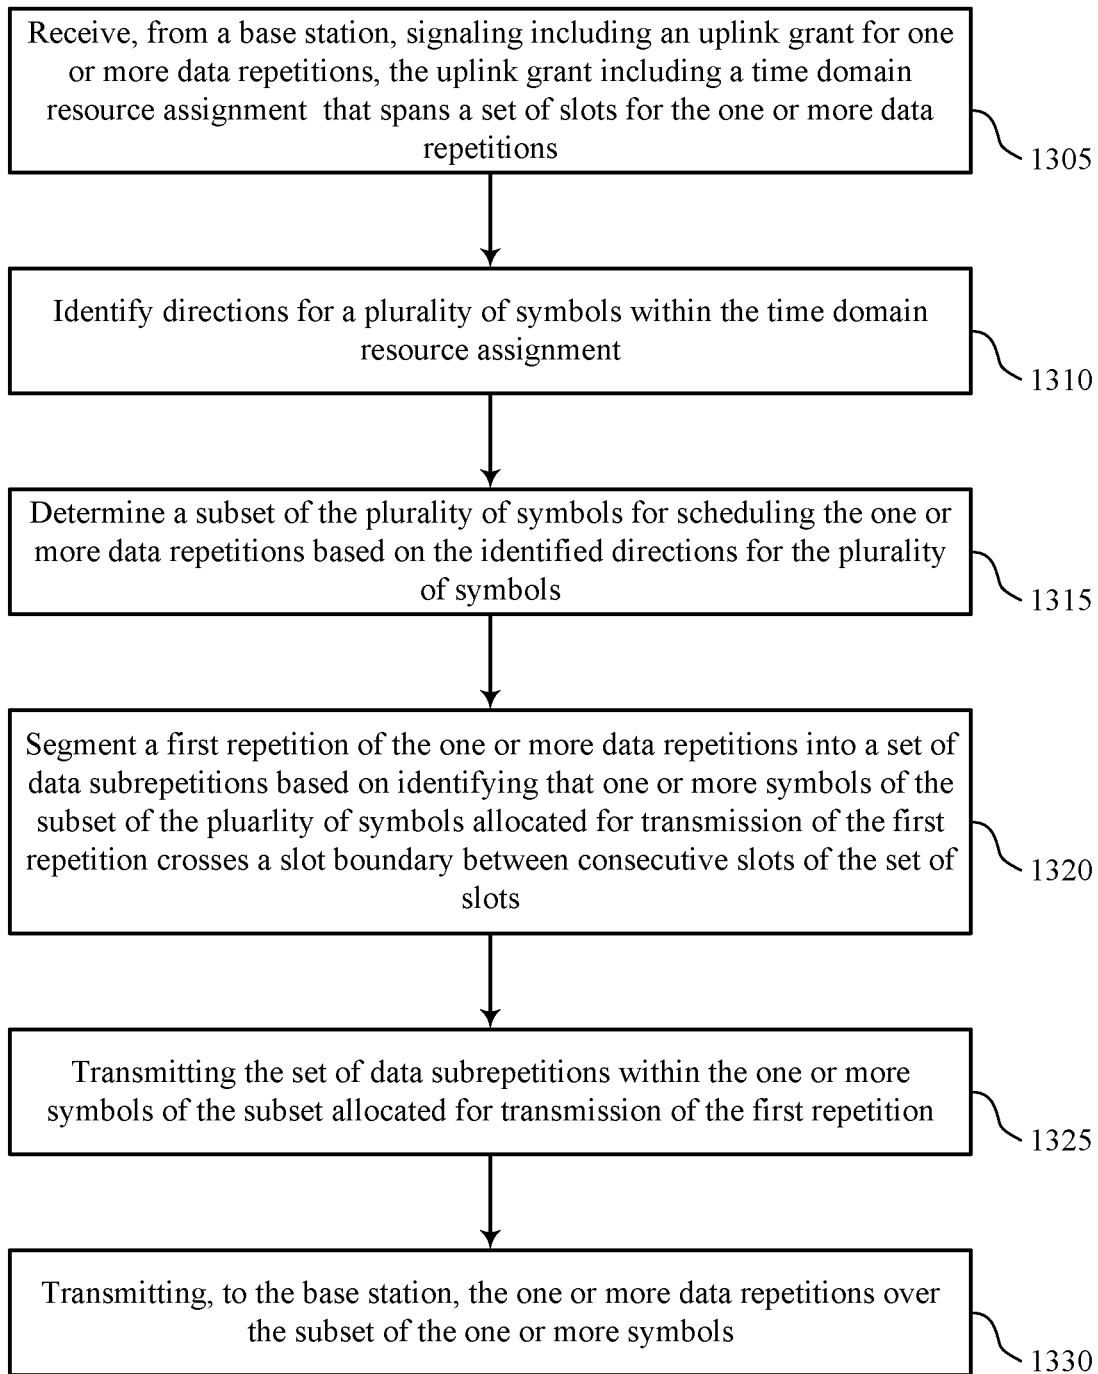 Receive, from a base station, signaling including an uplink grant for one
or more data repetitions, the uplink grant including a time domain
resource assignment that spans a set of slots for the one or more data
repetitions
1305
Identify directions for a plurality of symbols within the time domain
resource assignment
1310
Determine a subset of the plurality of symbols for scheduling the one or
more data repetitions based on the identified directions for the plurality
of symbols
1315
Segment a first repetition of the one or more data repetitions into a set of
data subrepetitions based on identifying that one or more symbols of the
subset of the pluarlity of symbols allocated for transmission of the first
repetition crosses a slot boundary between consecutive slots of the set of
slots
1320
Transmitting the set of data subrepetitions within the one or more
symbols of the subset allocated for transmission of the first repetition
1325
Transmitting, to the base station, the one or more data repetitions over
the subset of the one or more symbols
1330